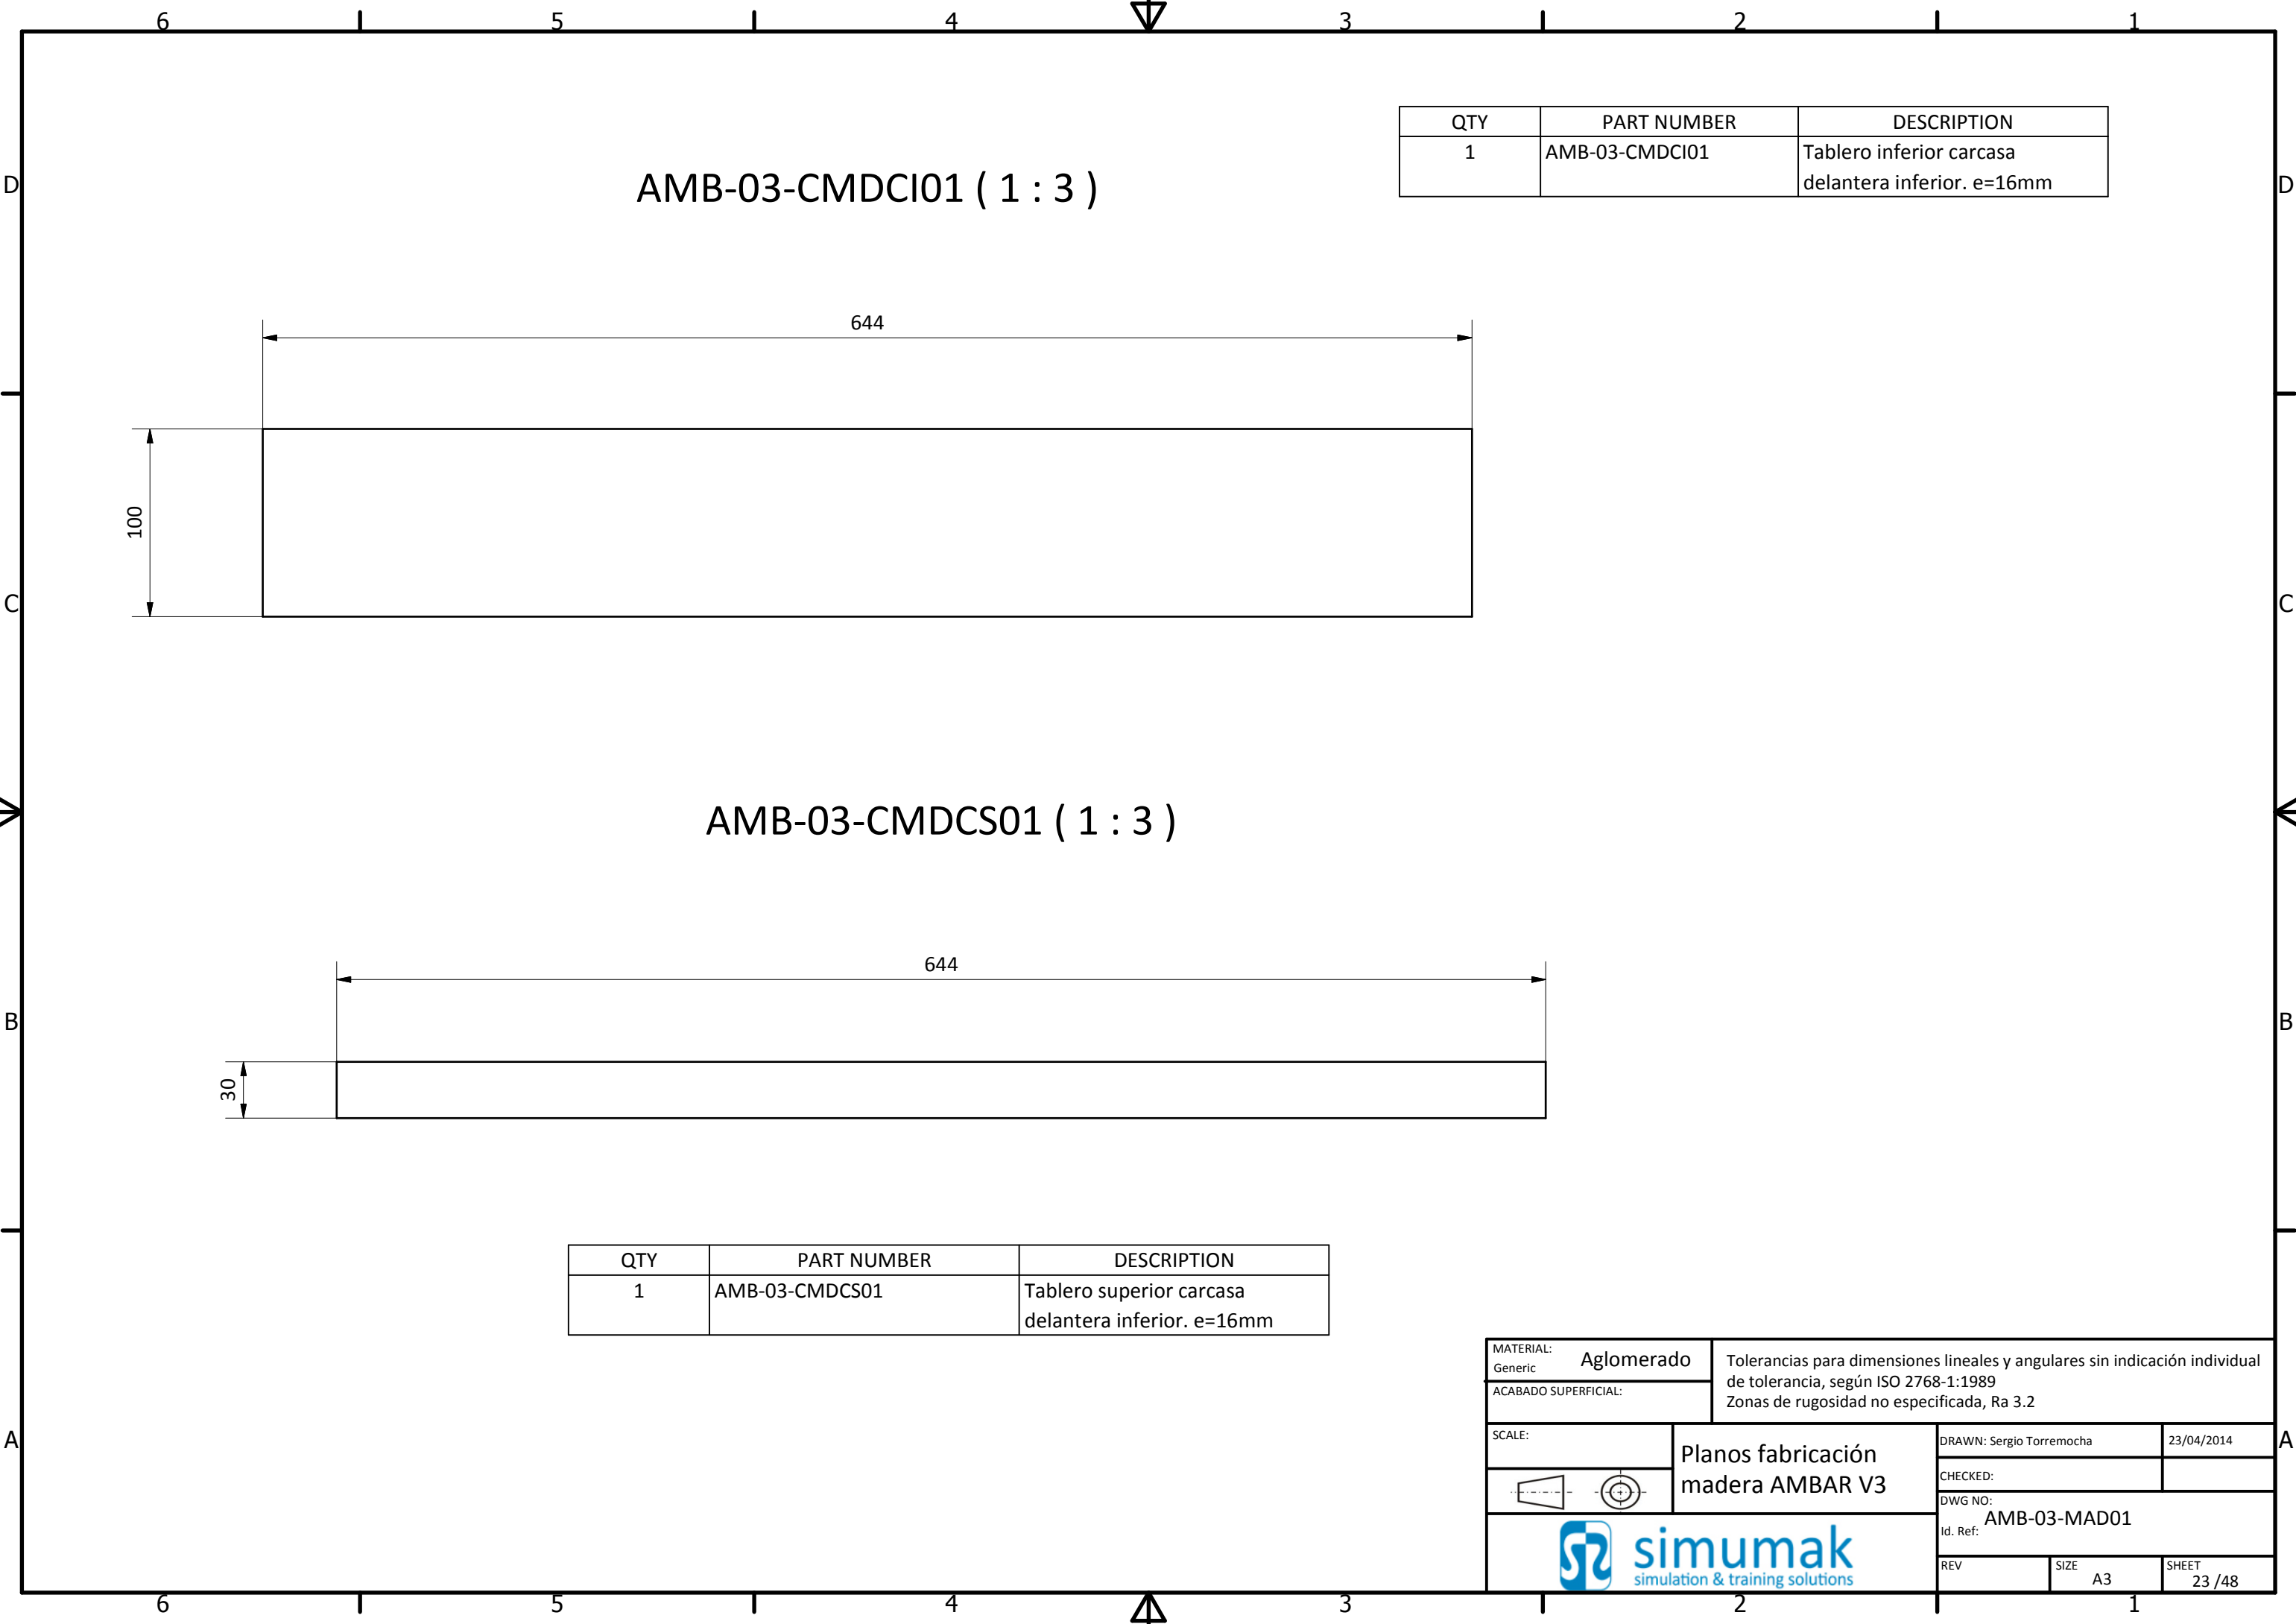 6 5 4 3 2 1
QTY PART NUMBER DESCRIPTION
1 AMB-03-CMDCI01 Tablero inferior carcasa
delantera inferior. e=16mm
D D
AMB-03-CMDCI01 ( 1 : 3 )
644
100
C C
AMB-03-CMDCS01 ( 1 : 3 )
644
B B
30
QTY PART NUMBER DESCRIPTION
1 AMB-03-CMDCS01 Tablero superior carcasa
delantera inferior. e=16mm
MATERIAL:
Generic
Aglomerado
ACABADO SUPERFICIAL:
Tolerancias para dimensiones lineales y angulares sin indicación individual
de tolerancia, según ISO 2768-1:1989
Zonas de rugosidad no especificada, Ra 3.2
A A
SCALE:
Planos fabricación
madera AMBAR V3
DRAWN: Sergio Torremocha 23/04/2014
CHECKED:
DWG NO:
AMB-03-MAD01
Id. Ref:
simumak
simulation & training solutions
REV SIZE SHEET
A3 23 /48
6 5 4 3 2 1